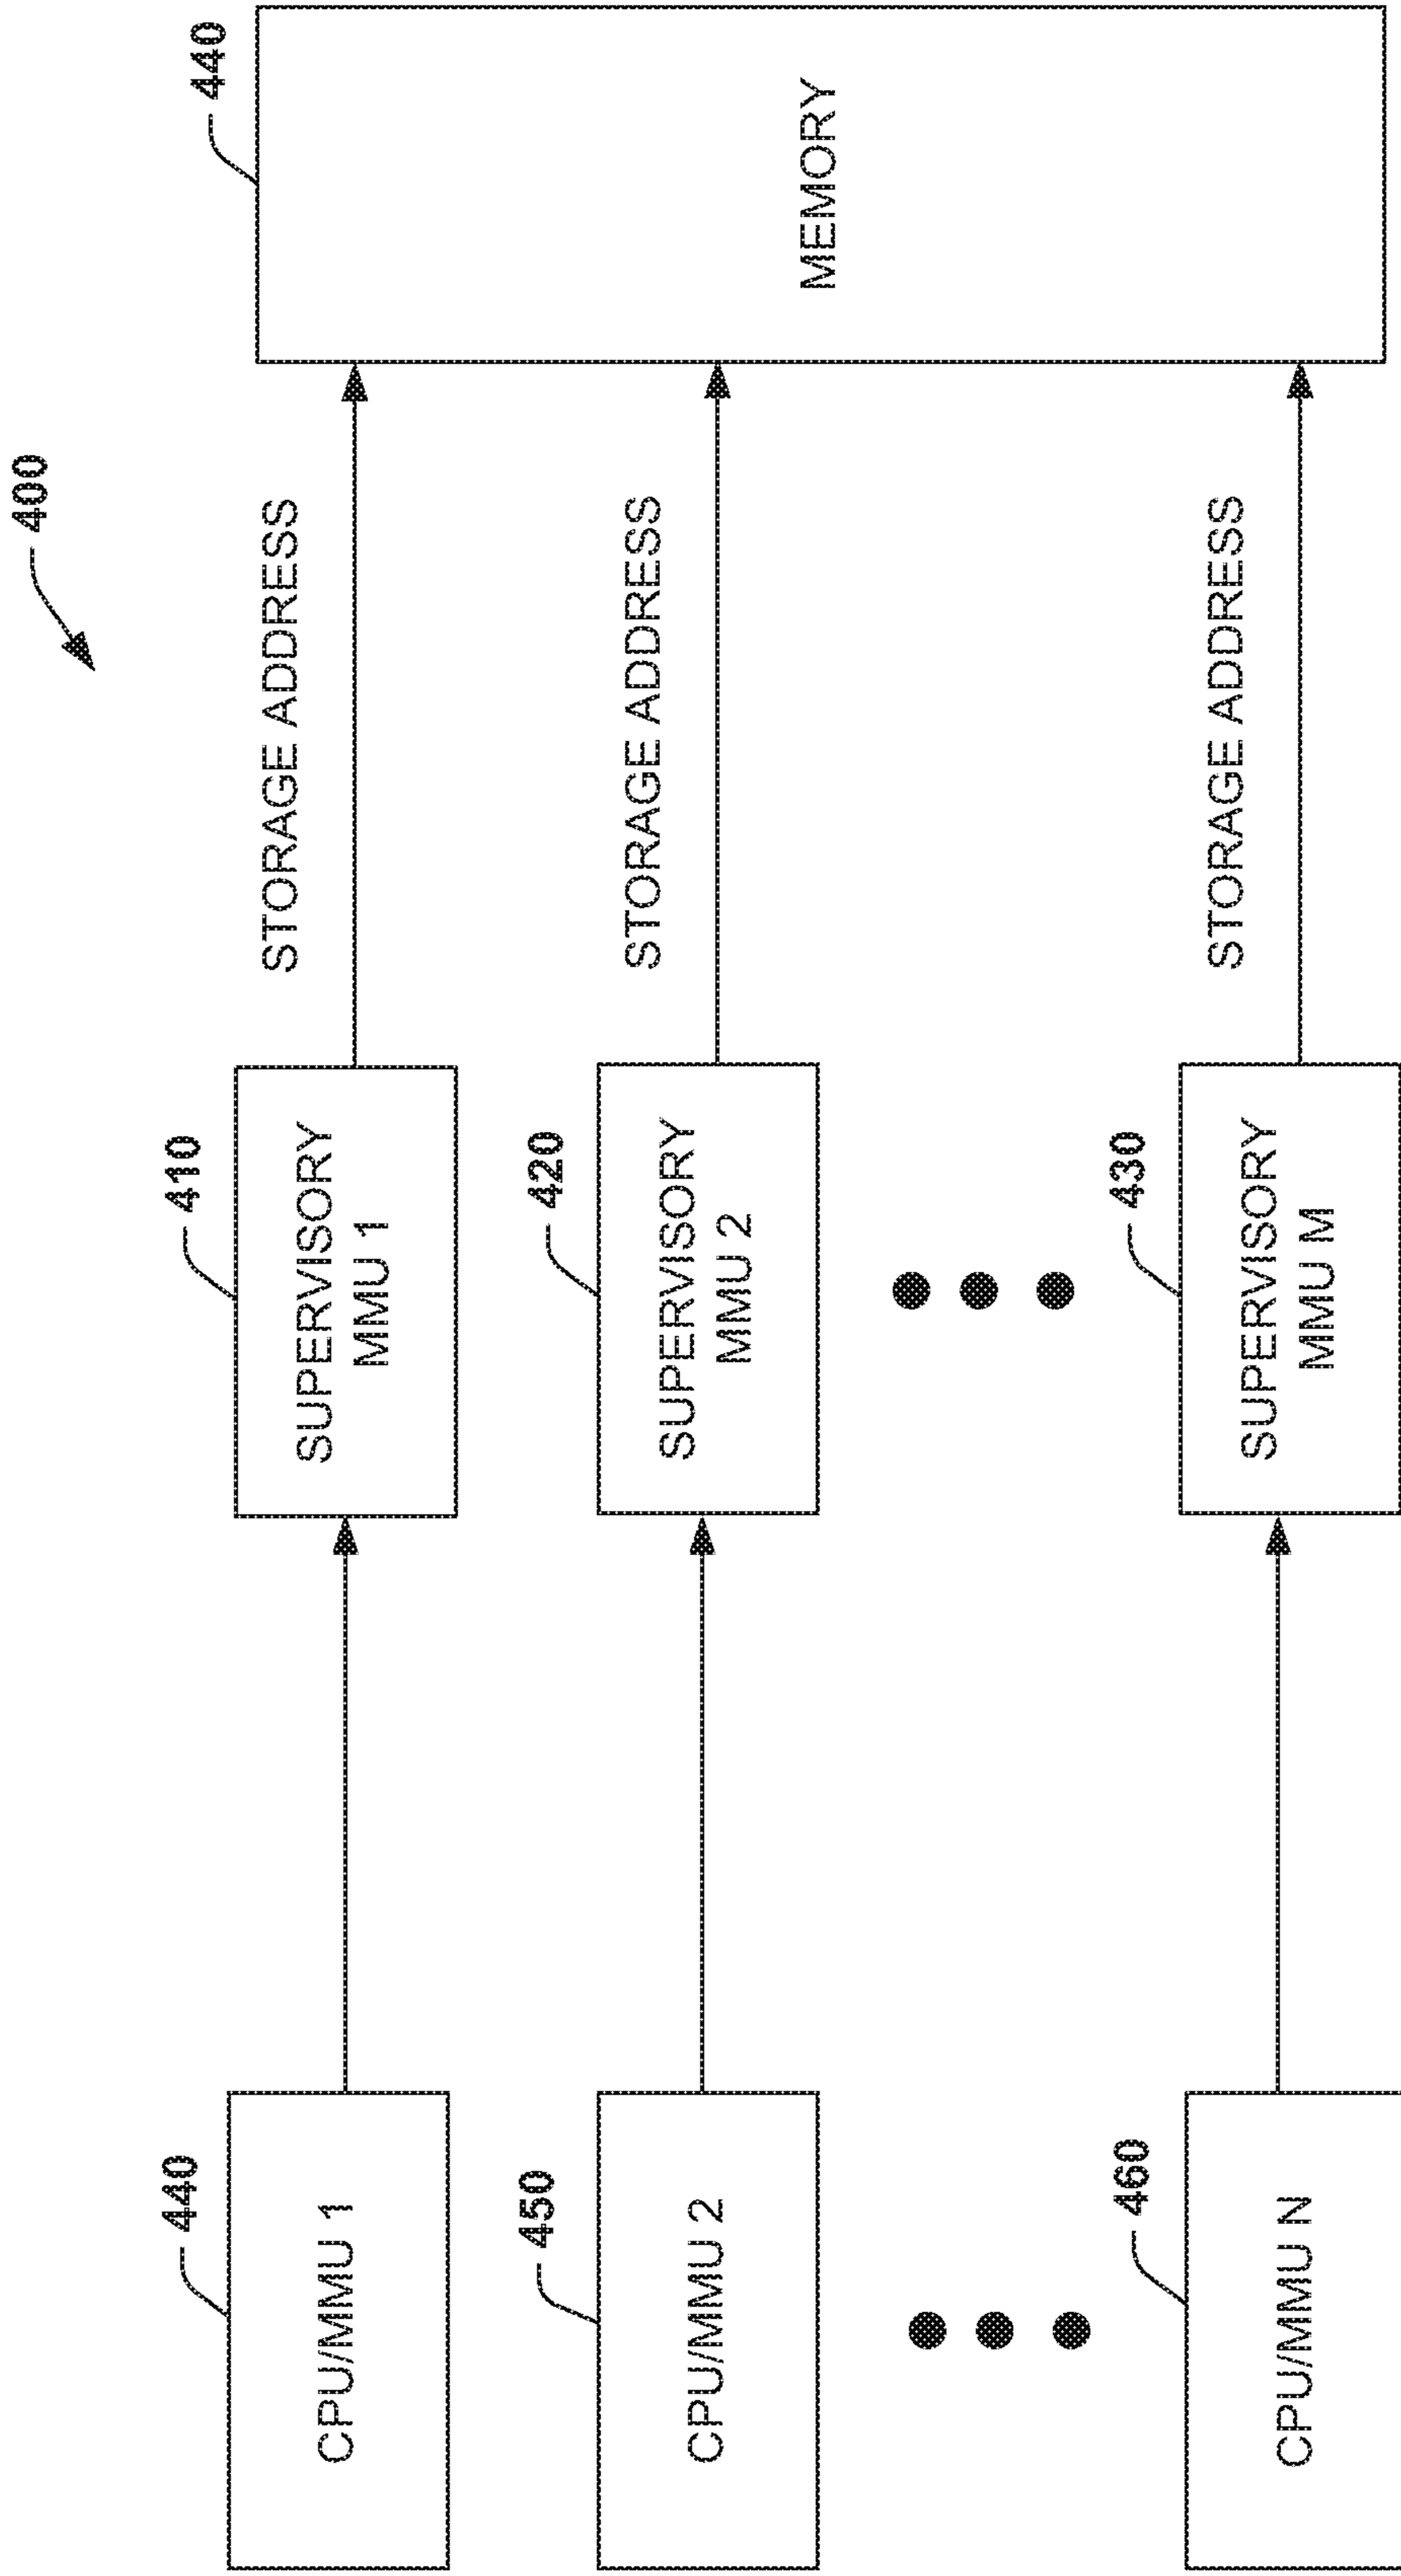 400
440
MEMORY
STORAGE ADDRESS
STORAGE ADDRESS
STORAGE ADDRESS
410
SUPERVISORY
MMU 1
420
SUPERVISORY
MMU 2
430
SUPERVISORY
MMU M
440
CPU/MMU 1
450
CPU/MMU 2
460
CPU/MMU N